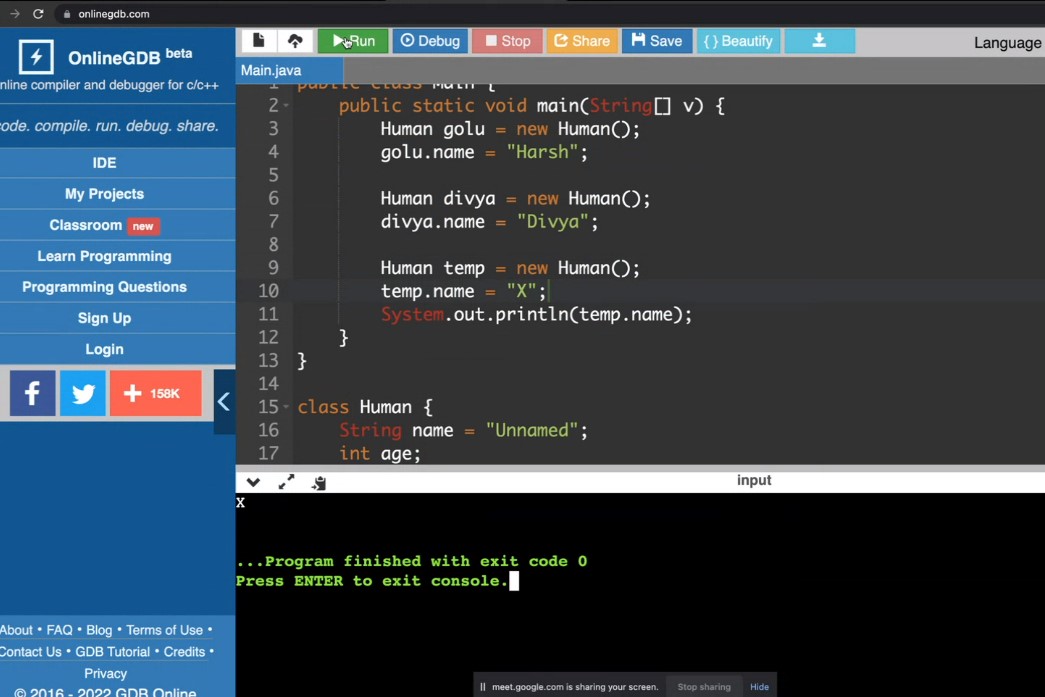 onlinegdb.com
OnlineGDB beta
nline compiler and debugger for c/c++
ode. compile. run. debug. share.
IDE
My Projects
Classroom new
Learn Programming
Programming Questions
Sign Up
Login
f + 158K
About • FAQ • Blog • Terms of Use •
Contact Us • GDB Tutorial • Credits •
Privacy
© 2016 - 2022 GDB Online
Run Debug Stop Share Save { } Beautify Language
Main.java
1 public class Main {
2 public static void main(String[] v) {
3 Human golu = new Human();
4 golu.name = "Harsh";
5
6 Human divya = new Human();
7 divya.name = "Divya";
8
9 Human temp = new Human();
10 temp.name = "X";
11 System.out.println(temp.name);
12 }
13 }
14
15 class Human {
16 String name = "Unnamed";
17 int age;
input
X
...Program finished with exit code 0
Press ENTER to exit console.
meet.google.com is sharing your screen. Stop sharing Hide